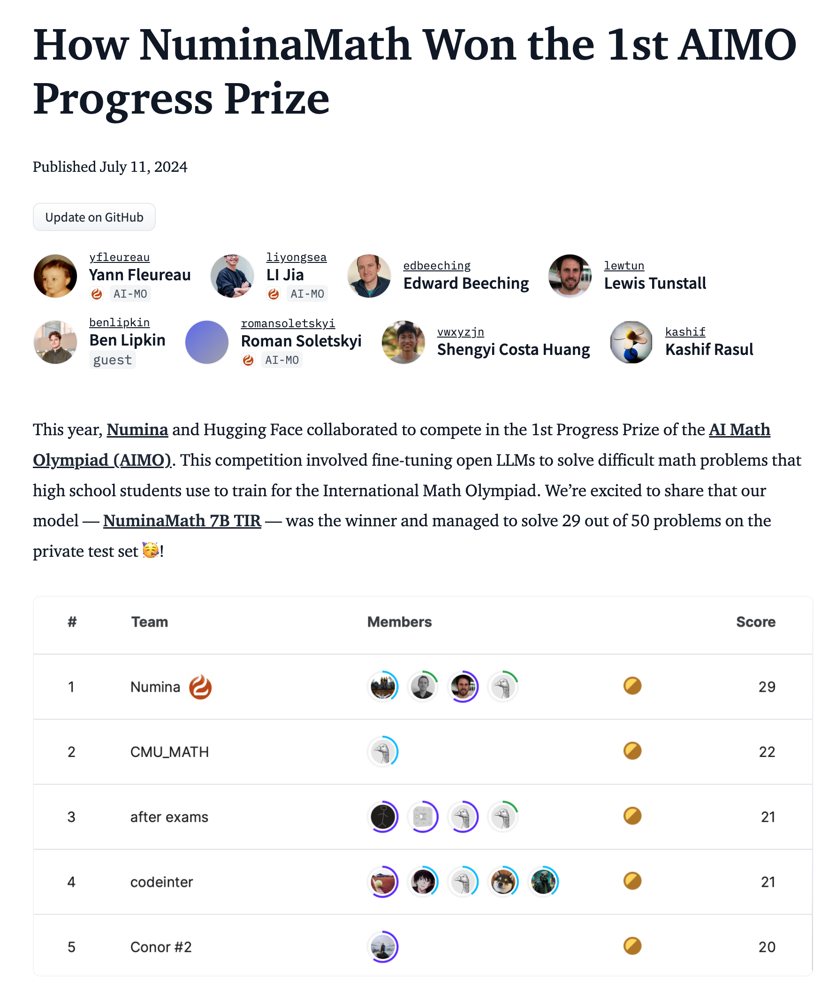 How NuminaMath Won the 1st AIMO
Progress Prize
Published July 11, 2024
Update on GitHub
yfleureau
Yann Fleureau
AI-MO
liyongsea
LI Jia
AI-MO
edbeeching
Edward Beeching
lewtun
Lewis Tunstall
benlipkin
Ben Lipkin
guest
romansoletskyi
Roman Soletskyi
AI-MO
vwxyzjn
Shengyi Costa Huang
kashif
Kashif Rasul
This year, Numina and Hugging Face collaborated to compete in the 1st Progress Prize of the AI Math
Olympiad (AIMO). This competition involved fine-tuning open LLMs to solve difficult math problems that
high school students use to train for the International Math Olympiad. We’re excited to share that our
model — NuminaMath 7B TIR — was the winner and managed to solve 29 out of 50 problems on the
private test set 🥳!
# Team Members Score
1 Numina 29
2 CMU_MATH 22
3 after exams 21
4 codeinter 21
5 Conor #2 20